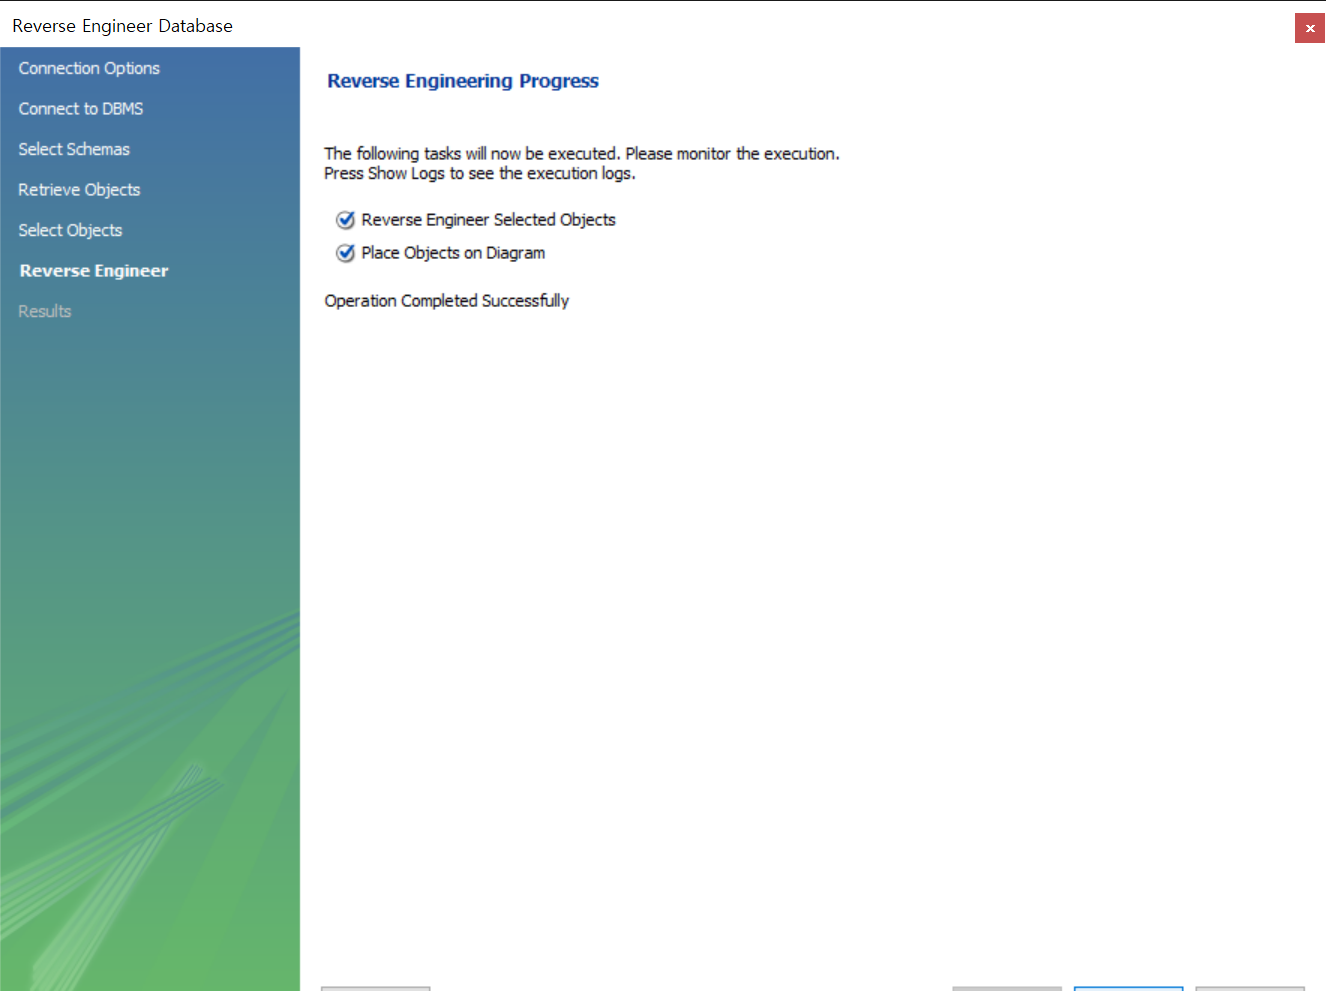 Reverse Engineer Database
Connection Options
Connect to DBMS
Select Schemas
Retrieve Objects
Select Objects
Reverse Engineer
Results
Reverse Engineering Progress
The following tasks will now be executed. Please monitor the execution.
Press Show Logs to see the execution logs.
Reverse Engineer Selected Objects
Place Objects on Diagram
Operation Completed Successfully